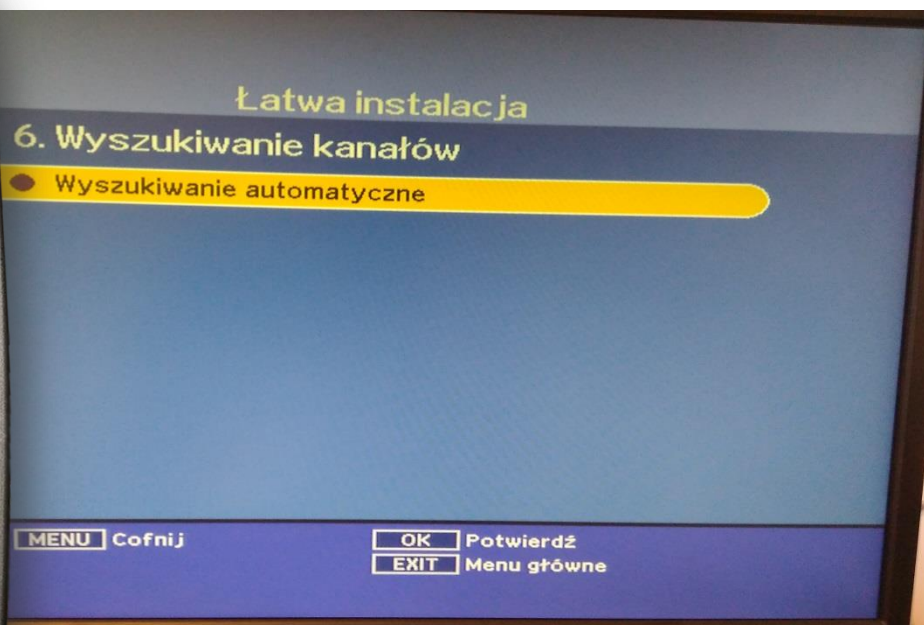 Łatwa instalacja
6. Wyszukiwanie kanałów
Wyszukiwanie automatyczne
MENU Cofnij
OK Potwierdź
EXIT Menu główne